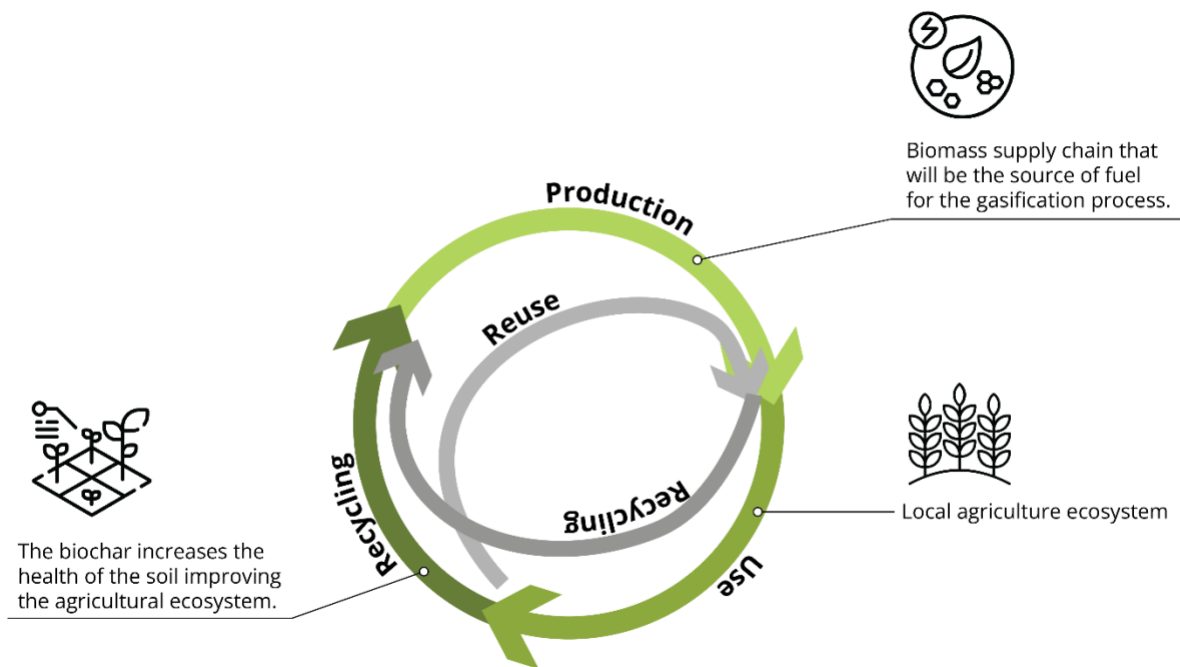 Biomass supply chain that
will be the source of fuel
for the gasification process.
Production
Reuse
Recycling
Recycling
Use
Local agriculture ecosystem
The biochar increases the
health of the soil improving
the agricultural ecosystem.